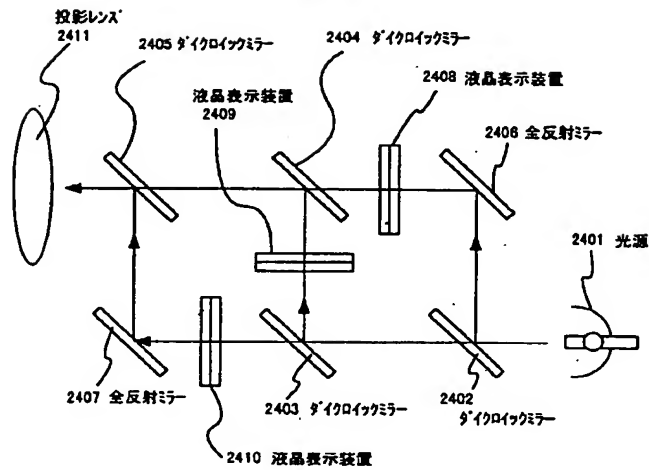 投影レンズ
2411
2405 ダイクロイックミラー
2404 ダイクロイックミラー
2408 液晶表示装置
液晶表示装置
2409
2406 全反射ミラー
2401 光源
2407 全反射ミラー
2403 ダイクロイックミラー
2402
ダイクロイックミラー
2410 液晶表示装置